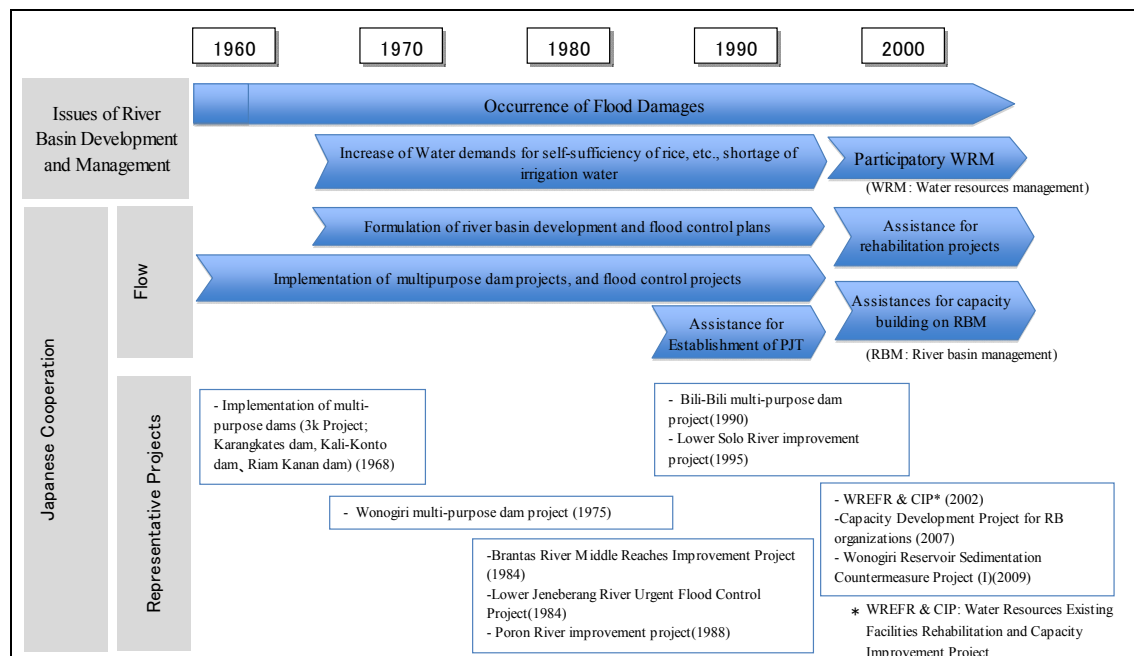 1960
1970
1980
1990
2000
Issues of River
Basin Development
and Management
Occurrence of Flood Damages
Increase of Water demands for self-sufficiency of rice, etc., shortage of
irrigation water
Participatory WRM
(WRM : Water resources management)
Japanese Cooperation
Flow
Formulation of river basin development and flood control plans
Assistance for
rehabilitation projects
Implementation of multipurpose dam projects, and flood control projects
Assistances for capacity
building on RBM
Assistance for
Establishment of PJT
(RBM : River basin management)
Representative Projects
- Implementation of multi-
purpose dams (3k Project;
Karangkates dam, Kali-Konto
dam、Riam Kanan dam) (1968)
- Bili-Bili multi-purpose dam
project(1990)
- Lower Solo River improvement
project(1995)
- Wonogiri multi-purpose dam project (1975)
- WREFR & CIP* (2002)
-Capacity Development Project for RB
organizations (2007)
- Wonogiri Reservoir Sedimentation
Countermeasure Project (I)(2009)
-Brantas River Middle Reaches Improvement Project
(1984)
-Lower Jeneberang River Urgent Flood Control
Project(1984)
- Poron River improvement project(1988)
* WREFR & CIP: Water Resources Existing
Facilities Rehabilitation and Capacity
Improvement Project